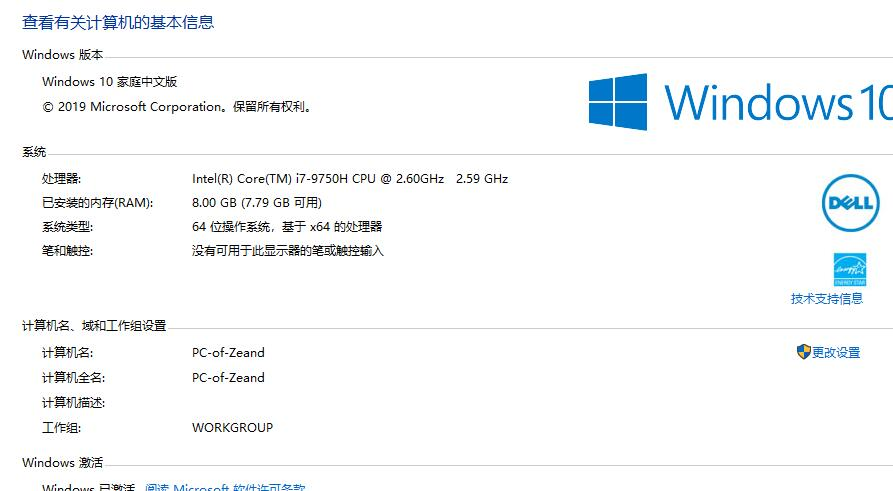 查看有关计算机的基本信息
Windows 版本
Windows 10 家庭中文版
© 2019 Microsoft Corporation。保留所有权利。
Windows 10
系统
处理器: Intel(R) Core(TM) i7-9750H CPU @ 2.60GHz 2.59 GHz
已安装的内存(RAM): 8.00 GB (7.79 GB 可用)
系统类型: 64 位操作系统，基于 x64 的处理器
笔和触控: 没有可用于此显示器的笔或触控输入
DELL
ENERGY STAR
技术支持信息
计算机名、域和工作组设置
计算机名: PC-of-Zeand
更改设置
计算机全名: PC-of-Zeand
计算机描述:
工作组: WORKGROUP
Windows 激活
Windows 已激活 阅读 Microsoft 软件许可条款